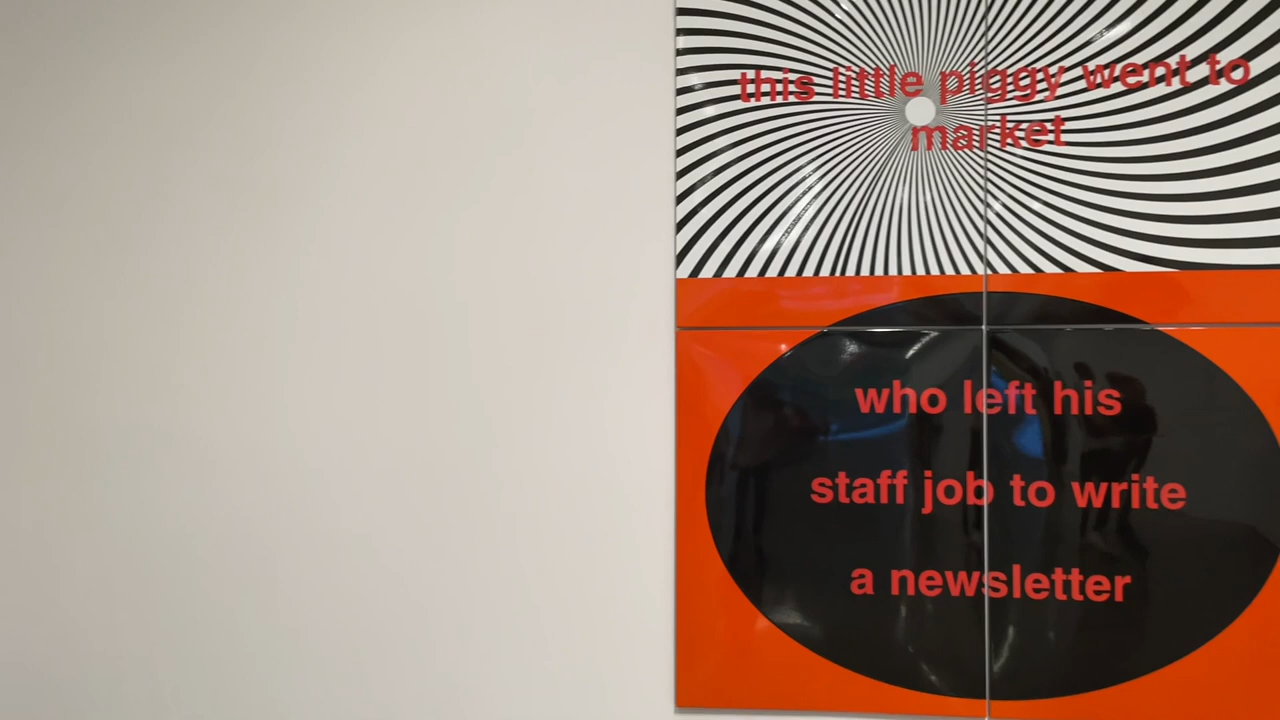 this little piggy went to
market
who left his
staff job to write
a newsletter